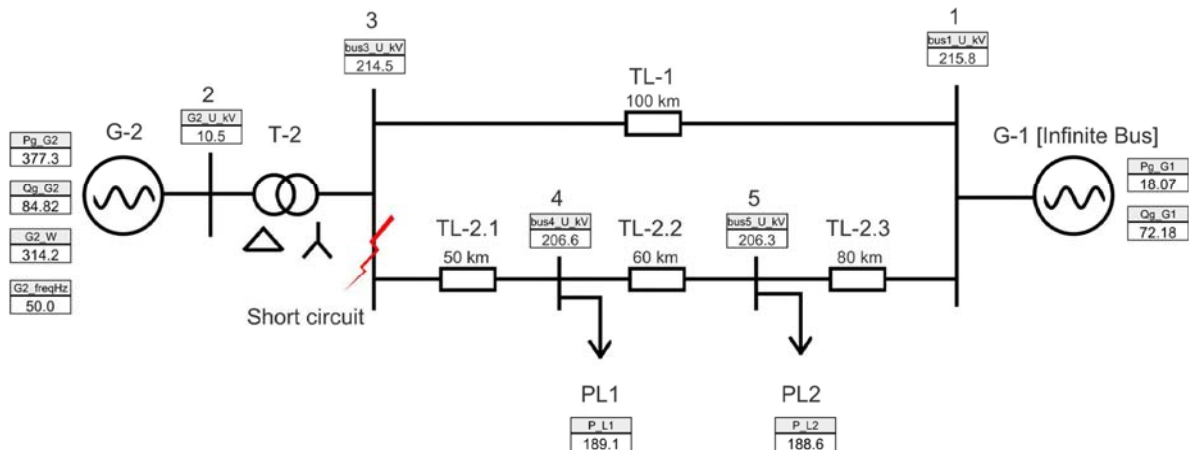 3
bus3_U_kV
214.5
1
bus1_U_kV
215.8
TL-1
100 km
2
G2_U_kV
10.5
G-2
T-2
G-1 [Infinite Bus]
Pg_G2
377.3
Qg_G2
84.82
G2_W
314.2
G2_freqHz
50.0
Pg_G1
18.07
Qg_G1
72.18
4
bus4_U_kV
206.6
5
bus5_U_kV
206.3
TL-2.1
50 km
TL-2.2
60 km
TL-2.3
80 km
Short circuit
PL1
P_L1
189.1
PL2
P_L2
188.6